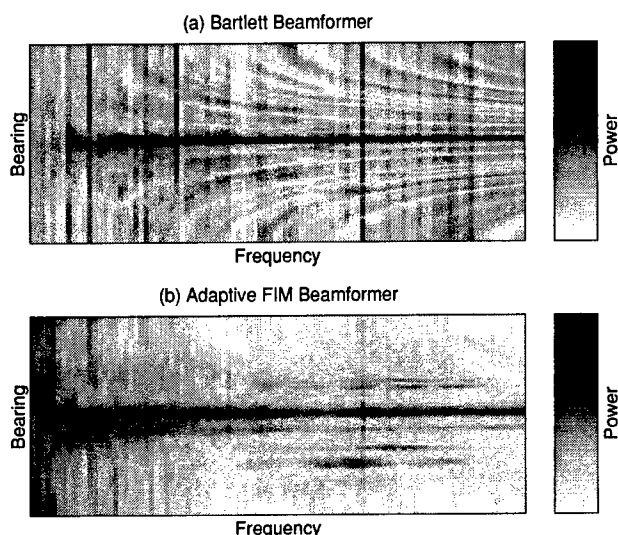 (a) Bartlett Beamformer
Bearing
Power
Frequency
(b) Adaptive FIM Beamformer
Bearing
Power
Frequency